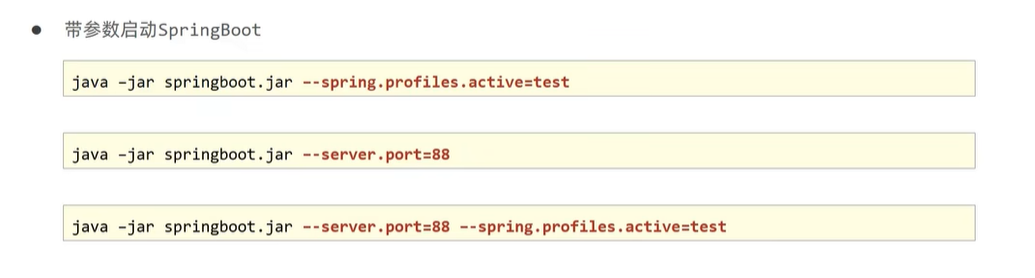 ● 带参数启动SpringBoot
java –jar springboot.jar --spring.profiles.active=test
java –jar springboot.jar --server.port=88
java –jar springboot.jar --server.port=88 --spring.profiles.active=test